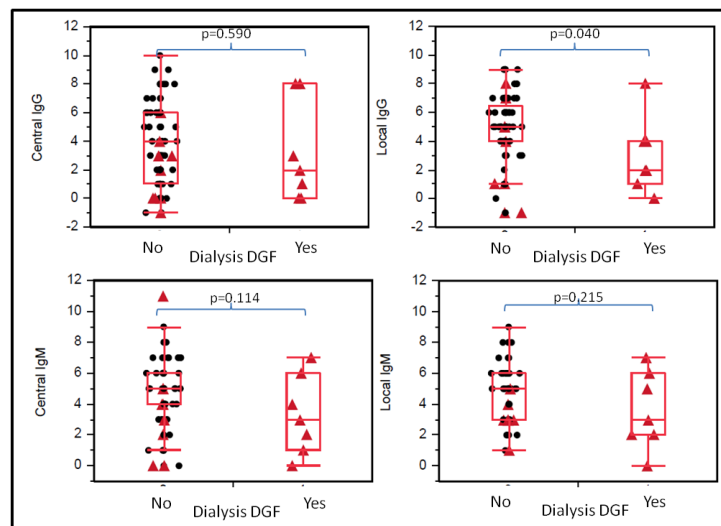 p=0.590
Central IgG
12
10
8
6
4
2
0
-2
No
Yes
Dialysis DGF
p=0.040
Local IgG
12
10
8
6
4
2
0
-2
No
Yes
Dialysis DGF
p=0.114
Central IgM
12
10
8
6
4
2
0
No
Yes
Dialysis DGF
p=0.215
Local IgM
12
10
8
6
4
2
0
No
Yes
Dialysis DGF